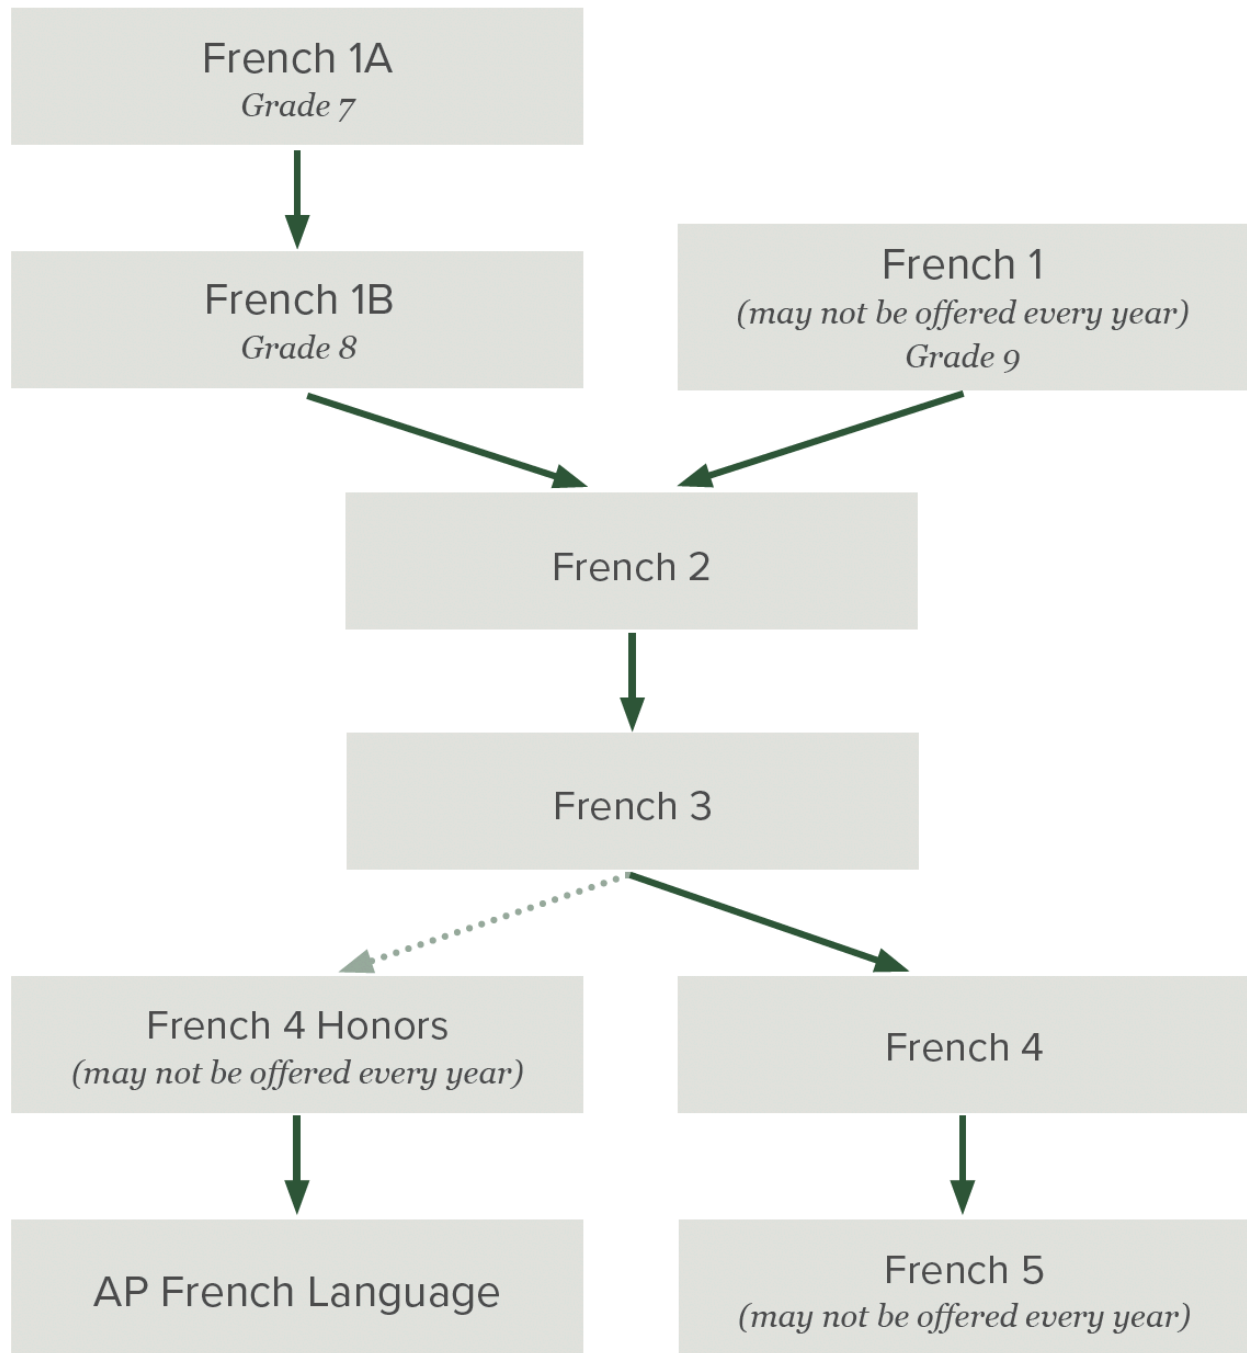 French 1A
Grade 7
French 1B
Grade 8
French 1
(may not be offered every year)
Grade 9
French 2
French 3
French 4 Honors
(may not be offered every year)
French 4
AP French Language
French 5
(may not be offered every year)